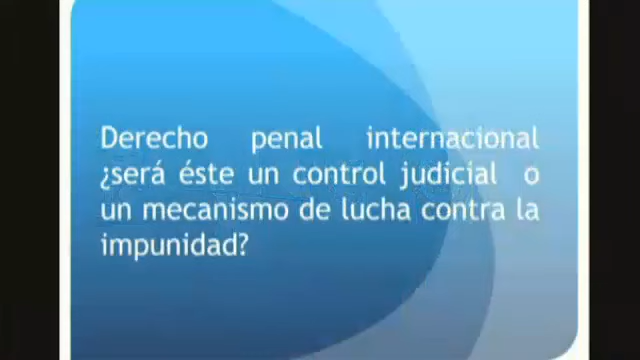 Derecho penal internacional
¿será éste un control judicial o
un mecanismo de lucha contra la
impunidad?